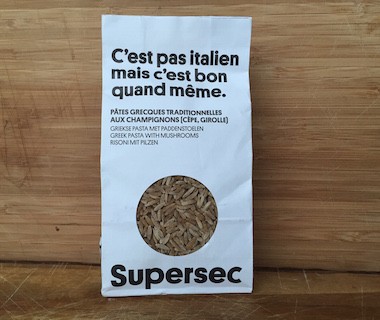 C'est pas italien
mais c'est bon
quand même.
PÂTES GRECQUES TRADITIONNELLES
AUX CHAMPIGNONS (CÈPE, GIROLLE)
GRIEKSE PASTA MET PADDENSTOELEN
GREEK PASTA WITH MUSHROOMS
RISONI MIT PILZEN
Supersec